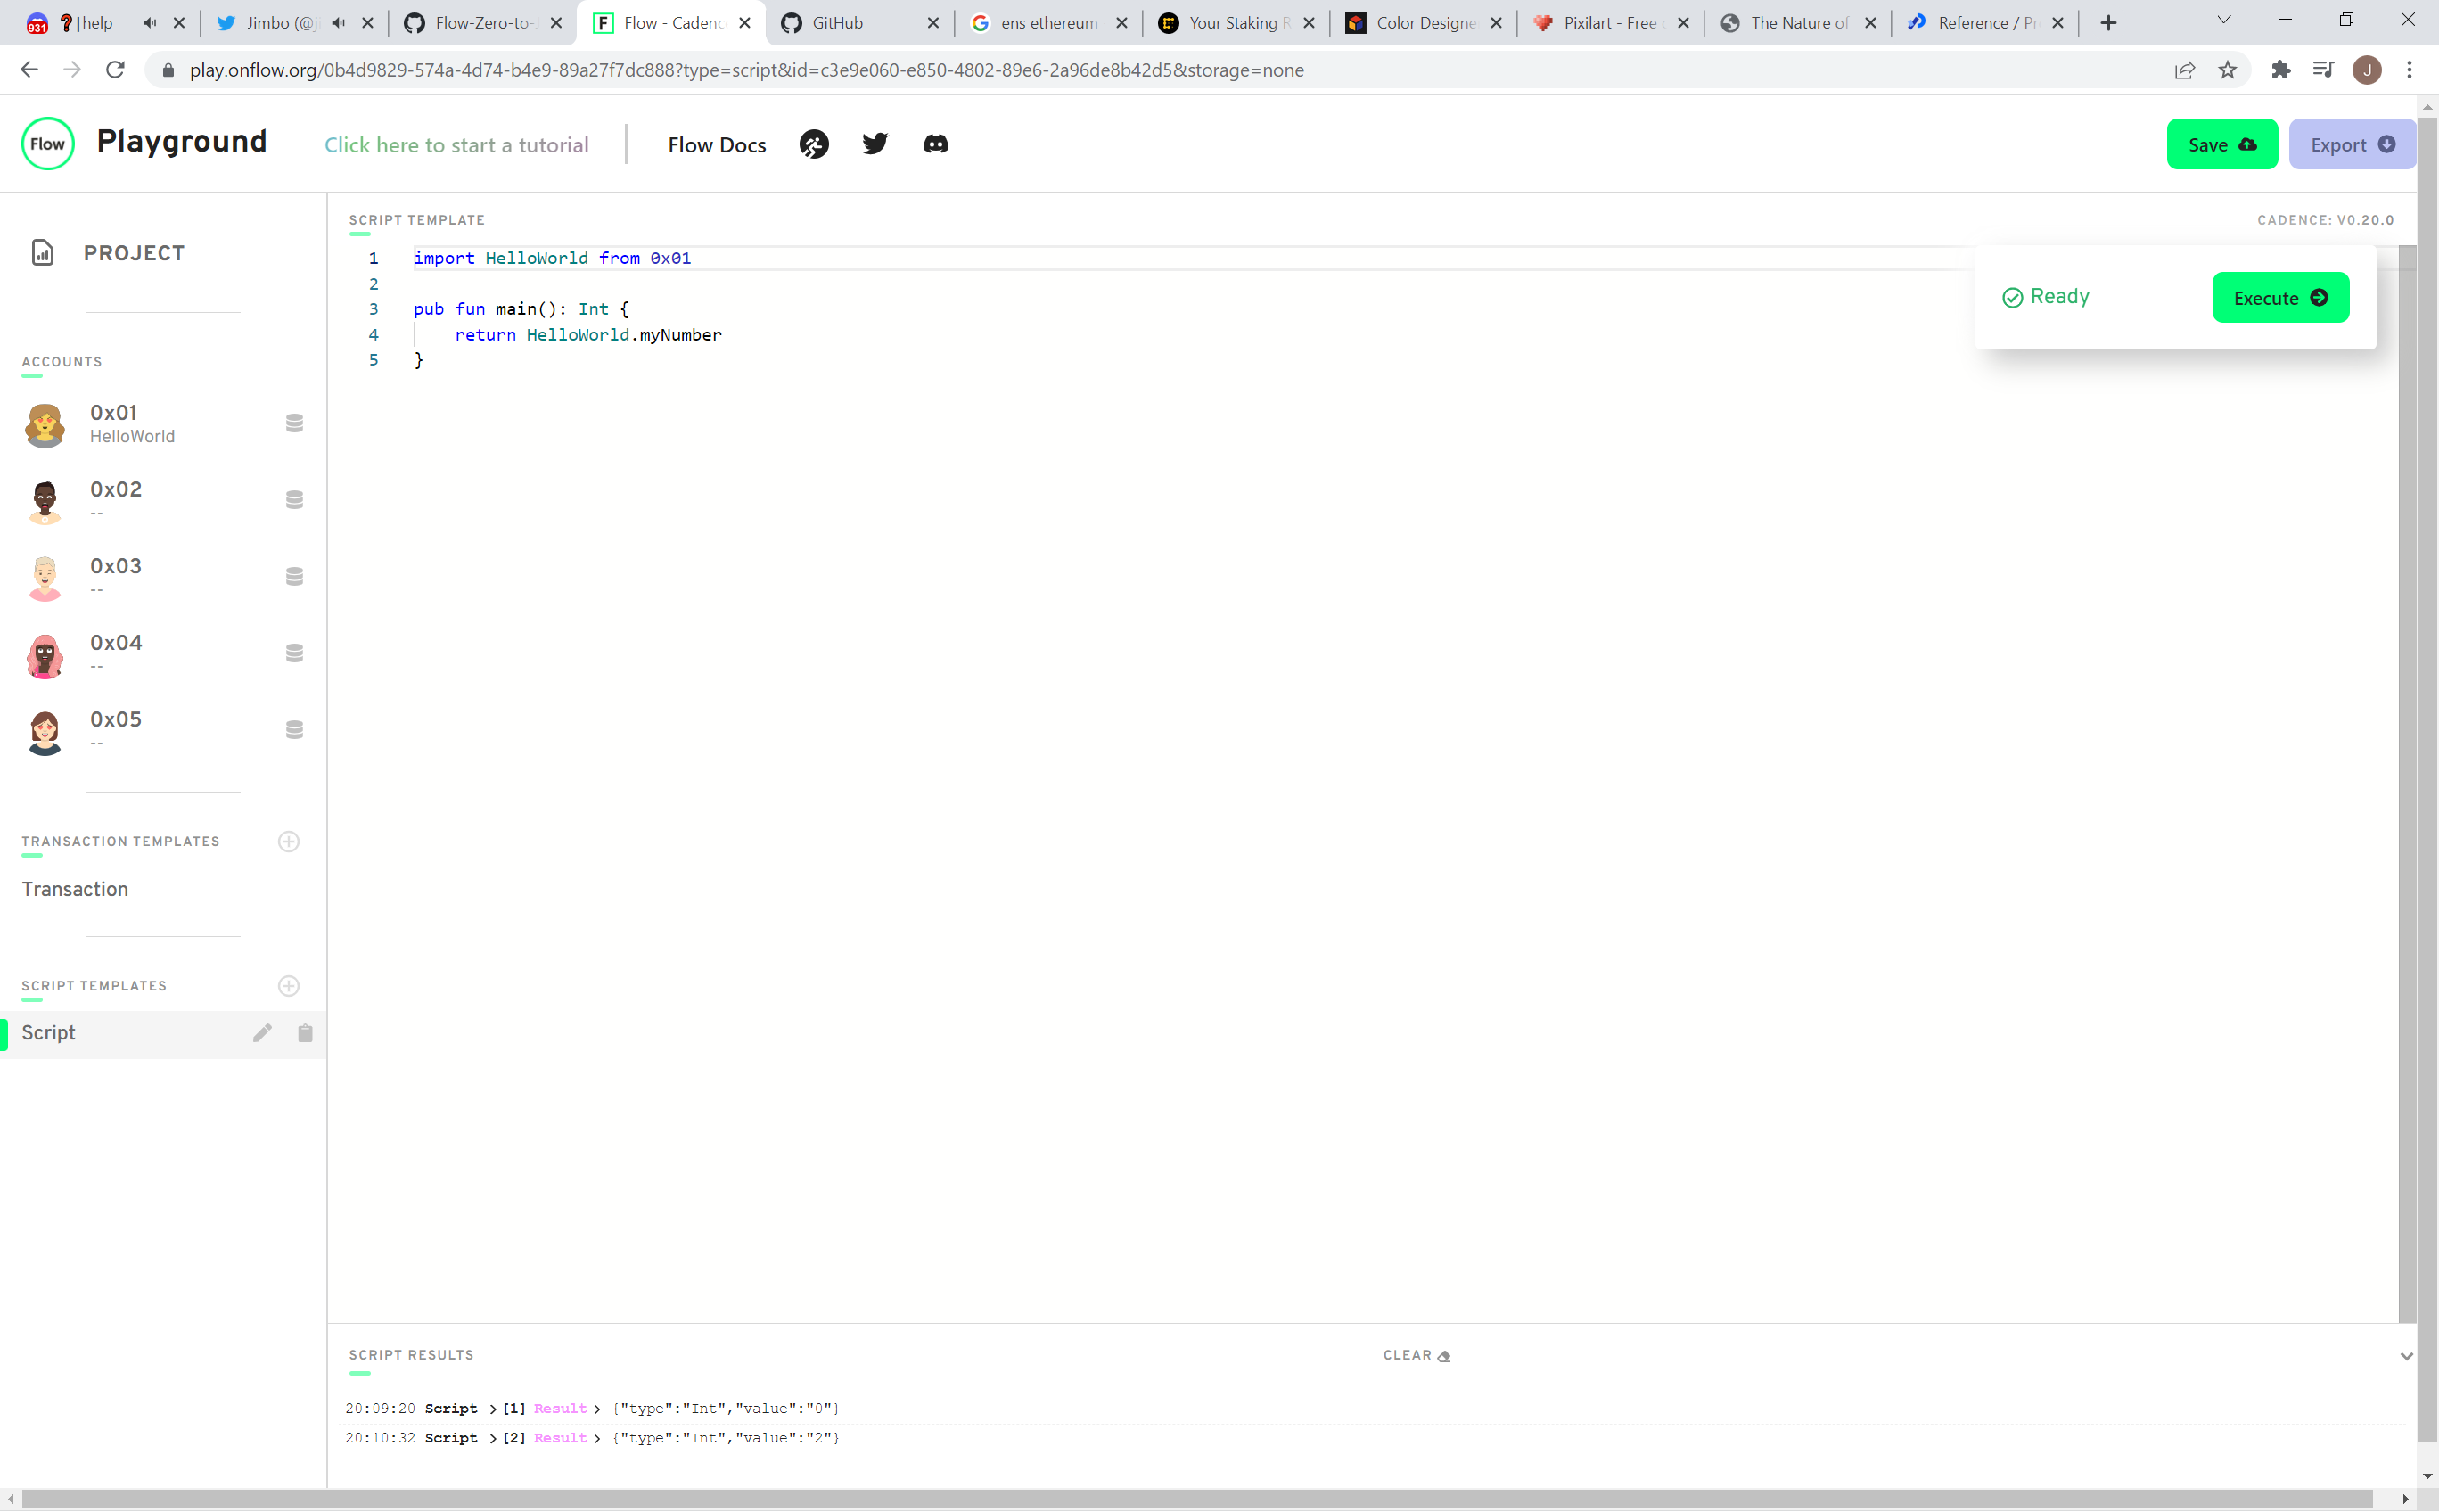 931 ❓|help
Jimbo (@j
Flow-Zero-to-
Flow - Cadenc
GitHub
ens ethereum
Your Staking R
Color Designe
Pixilart - Free
The Nature of
Reference / Pr
play.onflow.org/0b4d9829-574a-4d74-b4e9-89a27f7dc888?type=script&id=c3e9e060-e850-4802-89e6-2a96de8b42d5&storage=none
J
Flow
Playground
Click here to start a tutorial
Flow Docs
Save
Export
PROJECT
ACCOUNTS
0x01
HelloWorld
0x02
--
0x03
--
0x04
--
0x05
--
TRANSACTION TEMPLATES
Transaction
SCRIPT TEMPLATES
Script
SCRIPT TEMPLATE
CADENCE: V0.20.0
1 import HelloWorld from 0x01
2
3 pub fun main(): Int {
4 return HelloWorld.myNumber
5 }
Ready
Execute
SCRIPT RESULTS
CLEAR
20:09:20 Script >[1] Result > {"type":"Int","value":"0"}
20:10:32 Script >[2] Result > {"type":"Int","value":"2"}